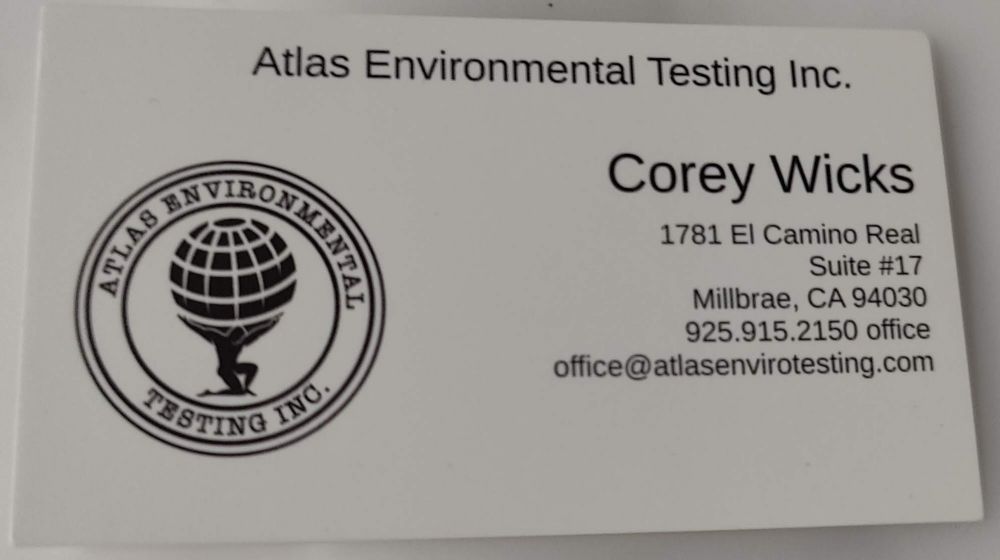 Atlas Environmental Testing Inc.
Corey Wicks
1781 El Camino Real
Suite #17
Millbrae, CA 94030
925.915.2150 office
office@atlasenvirotesting.com
ATLAS ENVIRONMENTAL
TESTING INC.